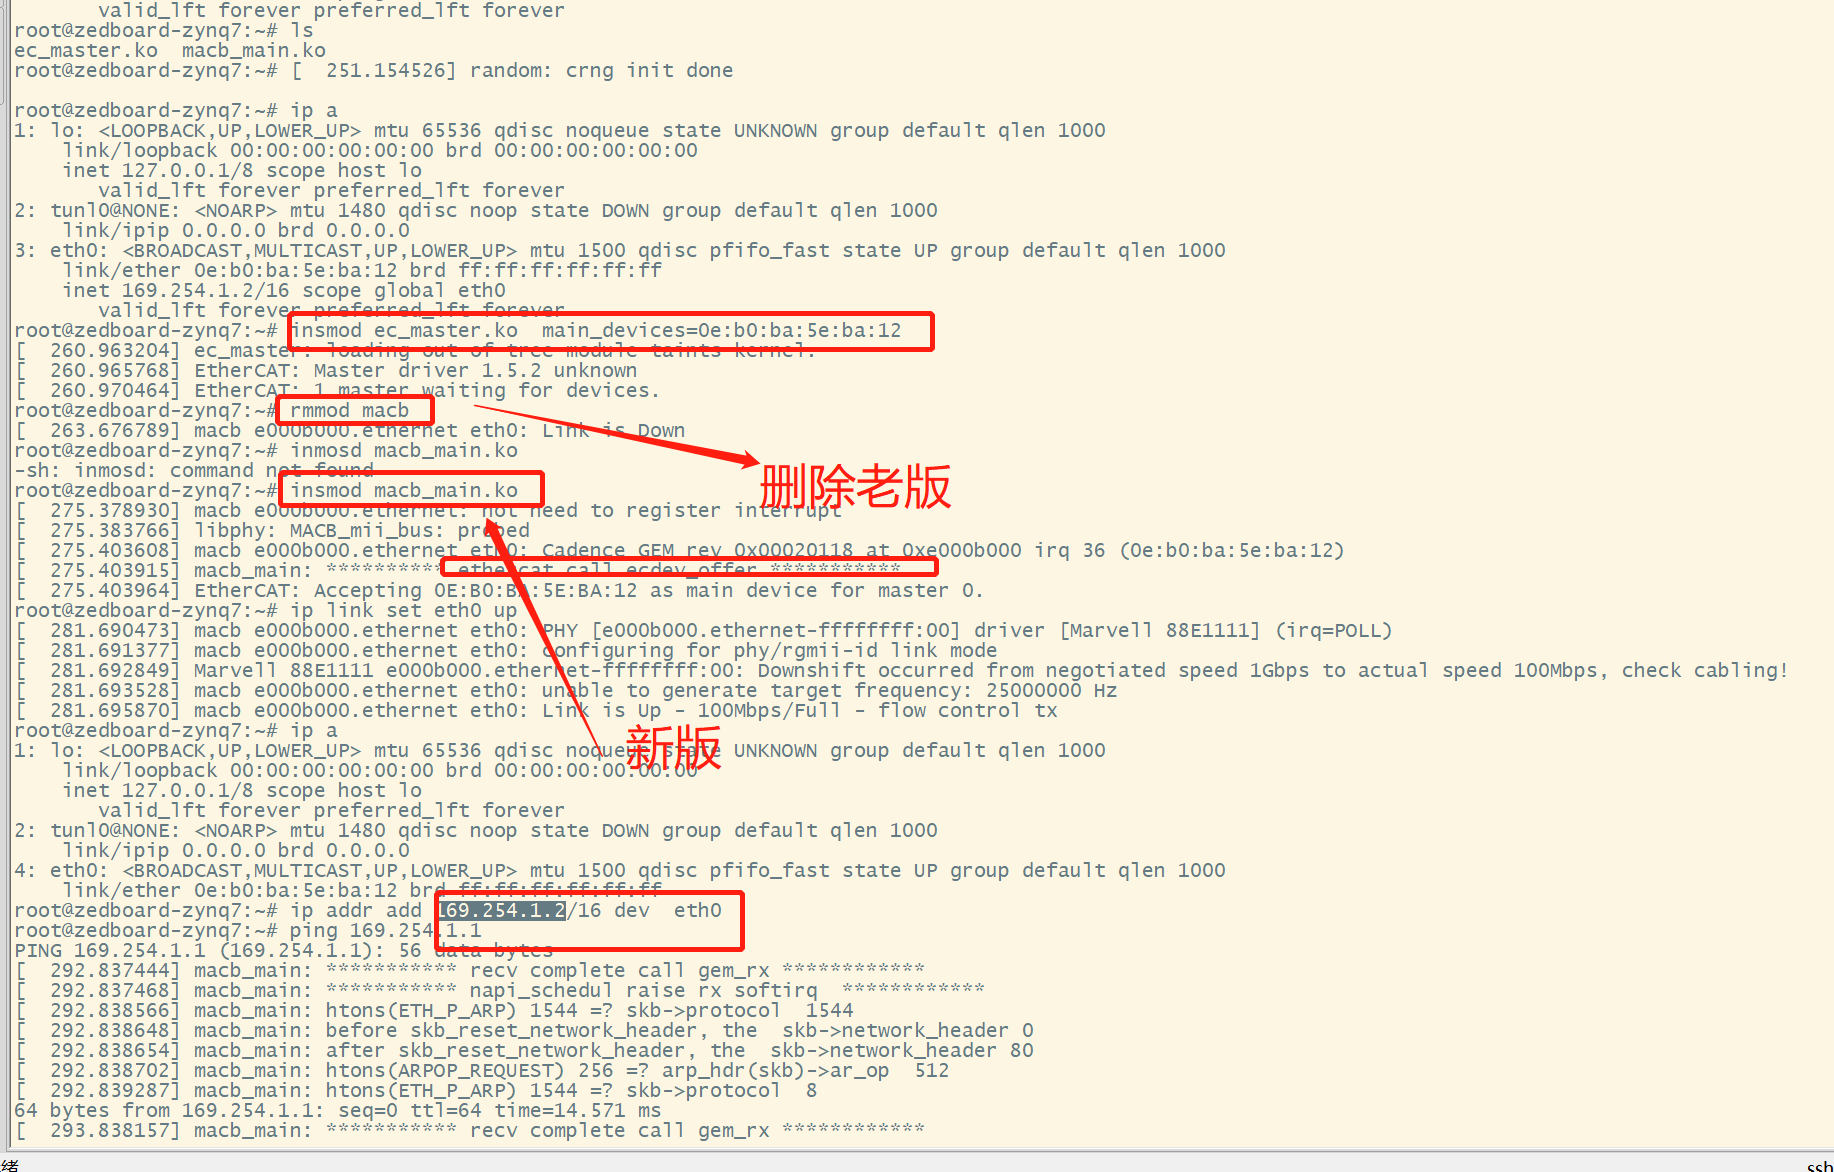 valid_lft forever preferred_lft forever
root@zedboard-zynq7:~# ls
ec_master.ko  macb_main.ko
root@zedboard-zynq7:~# [  251.154526] random: crng init done
root@zedboard-zynq7:~# ip a
1: lo: <LOOPBACK,UP,LOWER_UP> mtu 65536 qdisc noqueue state UNKNOWN group default qlen 1000
link/loopback 00:00:00:00:00:00 brd 00:00:00:00:00:00
inet 127.0.0.1/8 scope host lo
valid_lft forever preferred_lft forever
2: tunl0@NONE: <NOARP> mtu 1480 qdisc noop state DOWN group default qlen 1000
link/ipip 0.0.0.0 brd 0.0.0.0
3: eth0: <BROADCAST,MULTICAST,UP,LOWER_UP> mtu 1500 qdisc pfifo_fast state UP group default qlen 1000
link/ether 0e:b0:ba:5e:ba:12 brd ff:ff:ff:ff:ff:ff
inet 169.254.1.2/16 scope global eth0
valid_lft forever preferred_lft forever
root@zedboard-zynq7:~# insmod ec_master.ko  main_devices=0e:b0:ba:5e:ba:12
[  260.963204] ec_master: loading out-of-tree module taints kernel.
[  260.965768] EtherCAT: Master driver 1.5.2 unknown
[  260.970464] EtherCAT: 1 master waiting for devices.
root@zedboard-zynq7:~# rmmod macb
[  263.676789] macb e000b000.ethernet eth0: Link is Down
root@zedboard-zynq7:~# inmosd macb_main.ko
-sh: inmosd: command not found
删除老版
root@zedboard-zynq7:~# insmod macb_main.ko
[  275.378930] macb e000b000.ethernet: not need to register interrupt
[  275.383766] libphy: MACB_mii_bus: probed
[  275.403608] macb e000b000.ethernet eth0: Cadence GEM rev 0x00020118 at 0xe000b000 irq 36 (0e:b0:ba:5e:ba:12)
[  275.403915] macb_main: *********** ethercat call ecdev_offer ***********
[  275.403964] EtherCAT: Accepting 0E:B0:BA:5E:BA:12 as main device for master 0.
root@zedboard-zynq7:~# ip link set eth0 up
[  281.690473] macb e000b000.ethernet eth0: PHY [e000b000.ethernet-ffffffff:00] driver [Marvell 88E1111] (irq=POLL)
[  281.691377] macb e000b000.ethernet eth0: configuring for phy/rgmii-id link mode
[  281.692849] Marvell 88E1111 e000b000.ethernet-ffffffff:00: Downshift occurred from negotiated speed 1Gbps to actual speed 100Mbps, check cabling!
[  281.693528] macb e000b000.ethernet eth0: unable to generate target frequency: 25000000 Hz
[  281.695870] macb e000b000.ethernet eth0: Link is Up - 100Mbps/Full - flow control tx
root@zedboard-zynq7:~# ip a
新版
1: lo: <LOOPBACK,UP,LOWER_UP> mtu 65536 qdisc noqueue state UNKNOWN group default qlen 1000
link/loopback 00:00:00:00:00:00 brd 00:00:00:00:00:00
inet 127.0.0.1/8 scope host lo
valid_lft forever preferred_lft forever
2: tunl0@NONE: <NOARP> mtu 1480 qdisc noop state DOWN group default qlen 1000
link/ipip 0.0.0.0 brd 0.0.0.0
4: eth0: <BROADCAST,MULTICAST,UP,LOWER_UP> mtu 1500 qdisc pfifo_fast state UP group default qlen 1000
link/ether 0e:b0:ba:5e:ba:12 brd ff:ff:ff:ff:ff:ff
root@zedboard-zynq7:~# ip addr add 169.254.1.2/16 dev  eth0
root@zedboard-zynq7:~# ping 169.254.1.1
PING 169.254.1.1 (169.254.1.1): 56 data bytes
[  292.837444] macb_main: *********** recv complete call gem_rx ************
[  292.837468] macb_main: *********** napi_schedul raise rx softirq  ************
[  292.838566] macb_main: htons(ETH_P_ARP) 1544 =? skb->protocol  1544
[  292.838648] macb_main: before skb_reset_network_header, the  skb->network_header 0
[  292.838654] macb_main: after skb_reset_network_header, the  skb->network_header 80
[  292.838702] macb_main: htons(ARPOP_REQUEST) 256 =? arp_hdr(skb)->ar_op  512
[  292.839287] macb_main: htons(ETH_P_ARP) 1544 =? skb->protocol  8
64 bytes from 169.254.1.1: seq=0 ttl=64 time=14.571 ms
[  293.838157] macb_main: *********** recv complete call gem_rx ************
绪
ssh